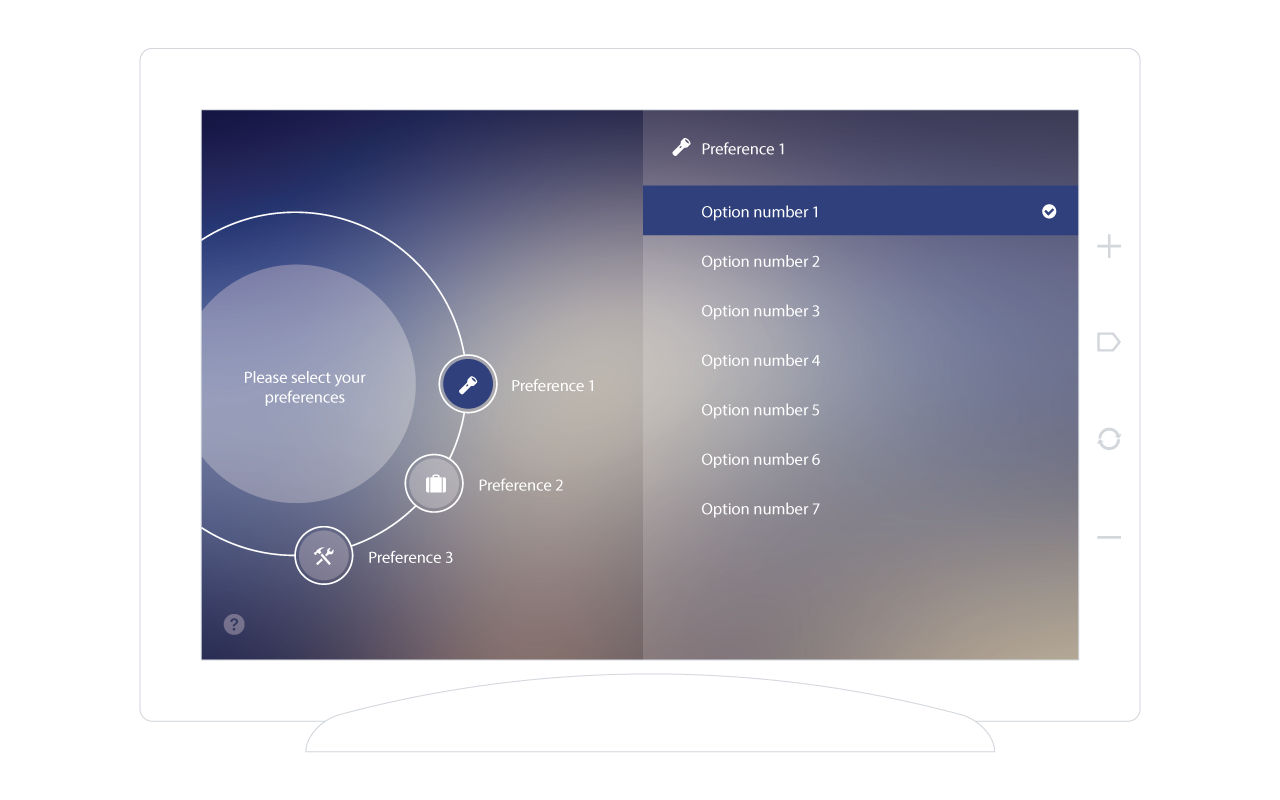 Please select your
preferences
Preference 1
Preference 2
Preference 3
?
Preference 1
Option number 1
Option number 2
Option number 3
Option number 4
Option number 5
Option number 6
Option number 7